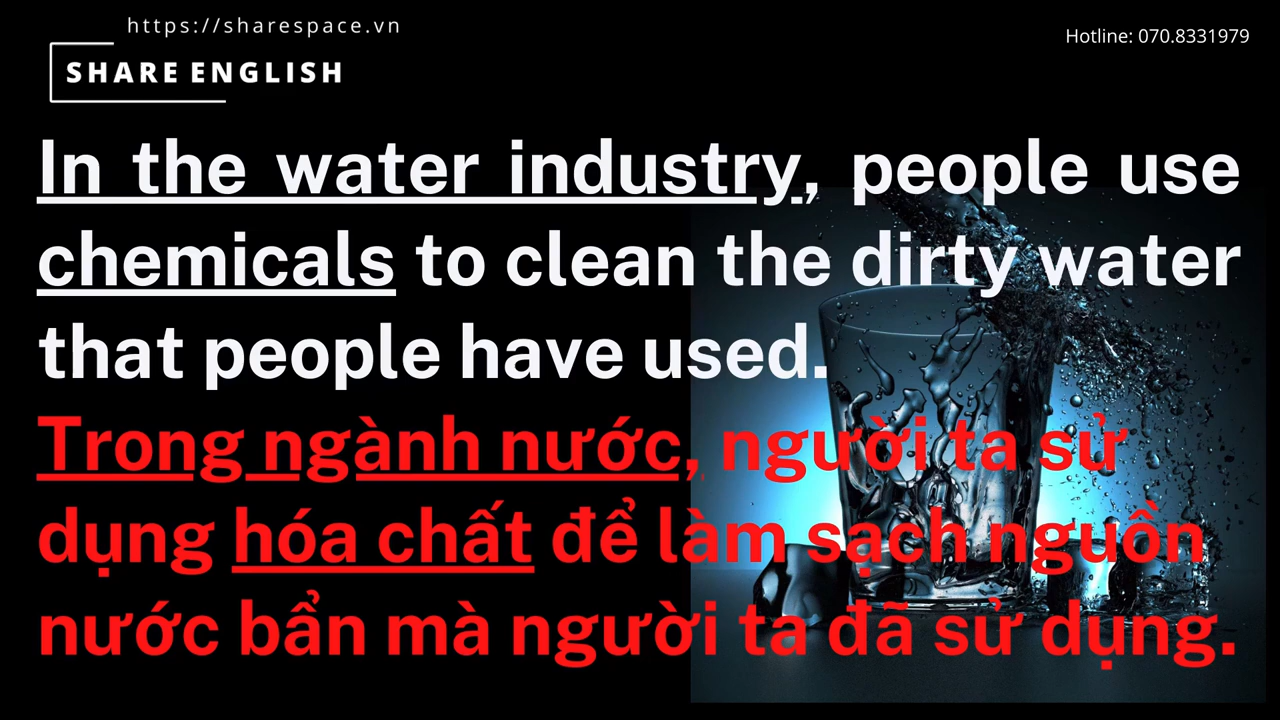 https://sharespace.vn
Hotline: 070.8331979
SHARE ENGLISH
In the water industry, people use
chemicals to clean the dirty water
that people have used.
Trong ngành nước, người ta sử
dụng hóa chất để làm sạch nguồn
nước bẩn mà người ta đã sử dụng.